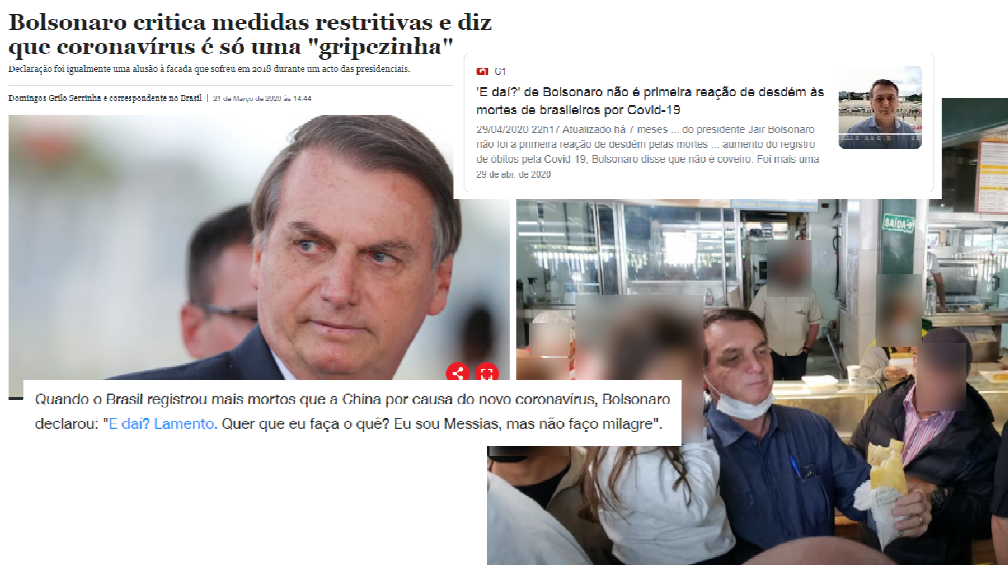 Bolsonaro critica medidas restritivas e diz
que coronavírus é só uma "gripezinha"
Declaração foi igualmente uma alusão à facada que sofreu em 2018 durante um acto das presidenciais.
Domingos Grilo Serrinha e correspondente no Brasil | 21 de Março de 2020 às 14:44
G1
'E daí?' de Bolsonaro não é primeira reação de desdém às
mortes de brasileiros por Covid-19
29/04/2020 22h17 Atualizado há 7 meses ... do presidente Jair Bolsonaro
não foi a primeira reação de desdém pelas mortes ... aumento do registro
de óbitos pela Covid-19, Bolsonaro disse que não é coveiro. Foi mais uma
29 de abr. de 2020
SAÍDA
Quando o Brasil registrou mais mortos que a China por causa do novo coronavírus, Bolsonaro
declarou: "E daí? Lamento. Quer que eu faça o quê? Eu sou Messias, mas não faço milagre".